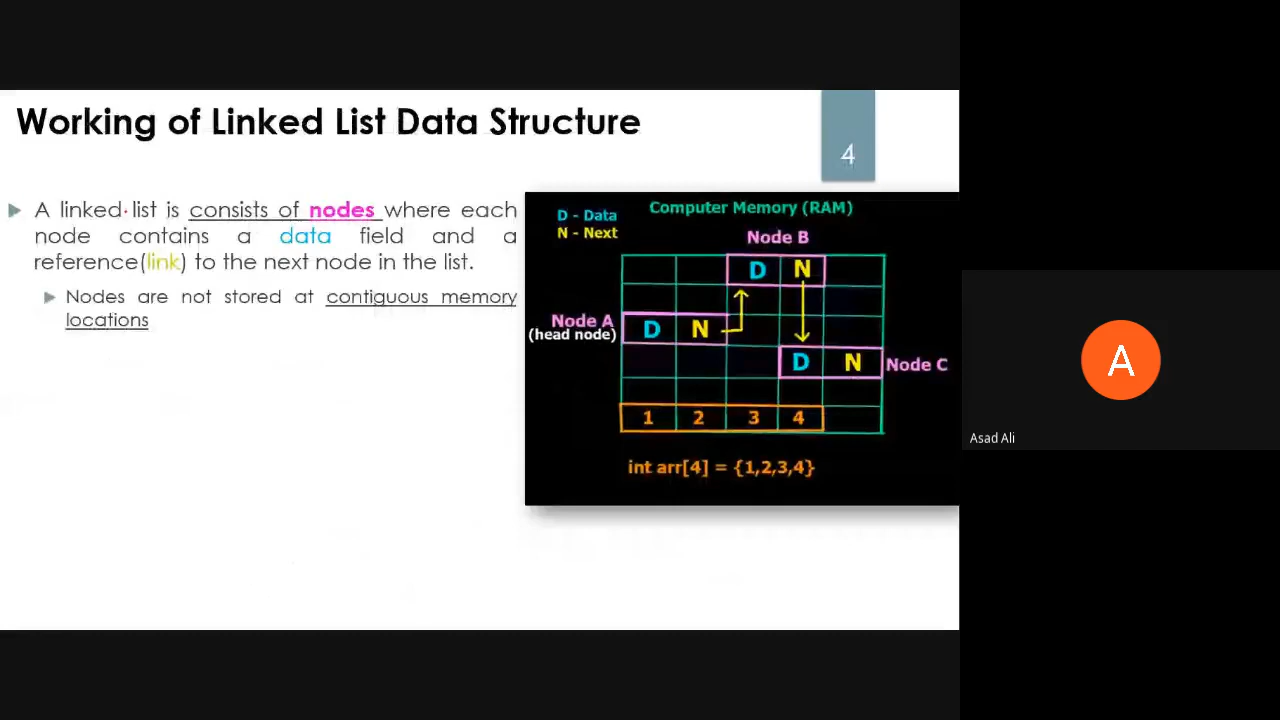 Working of Linked List Data Structure
4
A linked list is consists of nodes where each
node contains a data field and a
reference(link) to the next node in the list.
Nodes are not stored at contiguous memory
locations
Computer Memory (RAM)
D - Data
N - Next
Node B
D N
Node A
(head node)
D N
D N
Node C
1 2 3 4
int arr[4] = {1,2,3,4}
A
Asad Ali